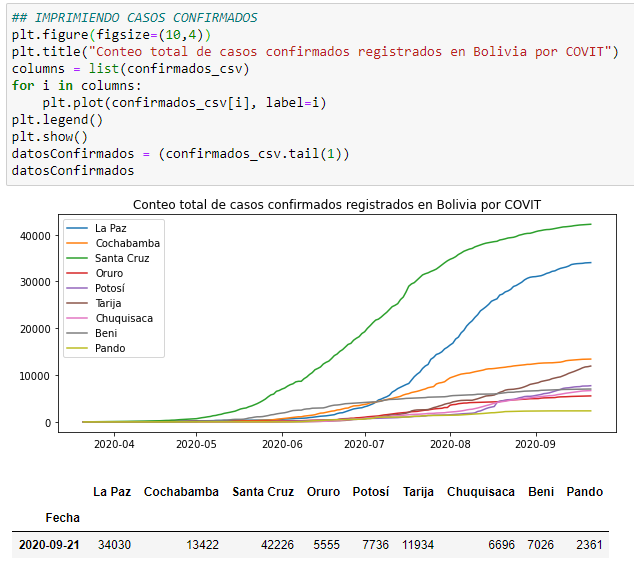 ## IMPRIMIENDO CASOS CONFIRMADOS
plt.figure(figsize=(10,4))
plt.title("Conteo total de casos confirmados registrados en Bolivia por COVIT")
columns = list(confirmados_csv)
for i in columns:
    plt.plot(confirmados_csv[i], label=i)
plt.legend()
plt.show()
datosConfirmados = (confirmados_csv.tail(1))
datosConfirmados
Conteo total de casos confirmados registrados en Bolivia por COVIT
La Paz
Cochabamba
Santa Cruz
Oruro
Potosí
Tarija
Chuquisaca
Beni
Pando
40000
30000
20000
10000
0
2020-04 2020-05 2020-06 2020-07 2020-08 2020-09
La Paz Cochabamba Santa Cruz Oruro Potosí Tarija Chuquisaca Beni Pando
Fecha
2020-09-21 34030 13422 42226 5555 7736 11934 6696 7026 2361